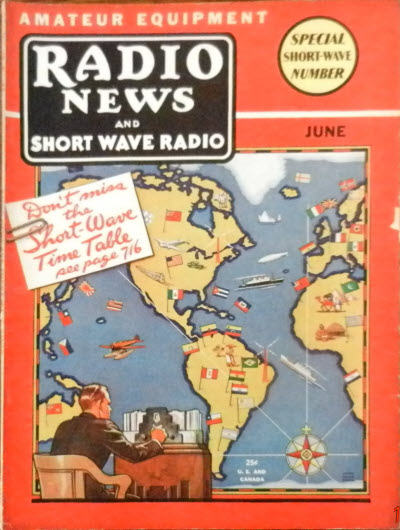 AMATEUR EQUIPMENT
RADIO
NEWS
AND
SHORT WAVE RADIO
SPECIAL
SHORT-WAVE
NUMBER
JUNE
Don't miss
the
Short-Wave
Time Table
see page 716
25¢
U. S. AND
CANADA